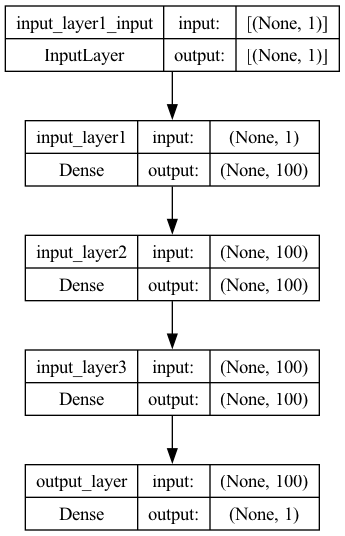 input_layer1_input input: [(None, 1)]
InputLayer output: [(None, 1)]
input_layer1 input: (None, 1)
Dense output: (None, 100)
input_layer2 input: (None, 100)
Dense output: (None, 100)
input_layer3 input: (None, 100)
Dense output: (None, 100)
output_layer input: (None, 100)
Dense output: (None, 1)